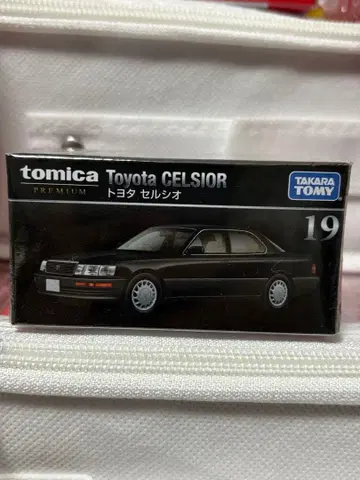 tomica
PREMIUM
Toyota CELSIOR
トヨタ セルシオ
TAKARA
TOMY
19